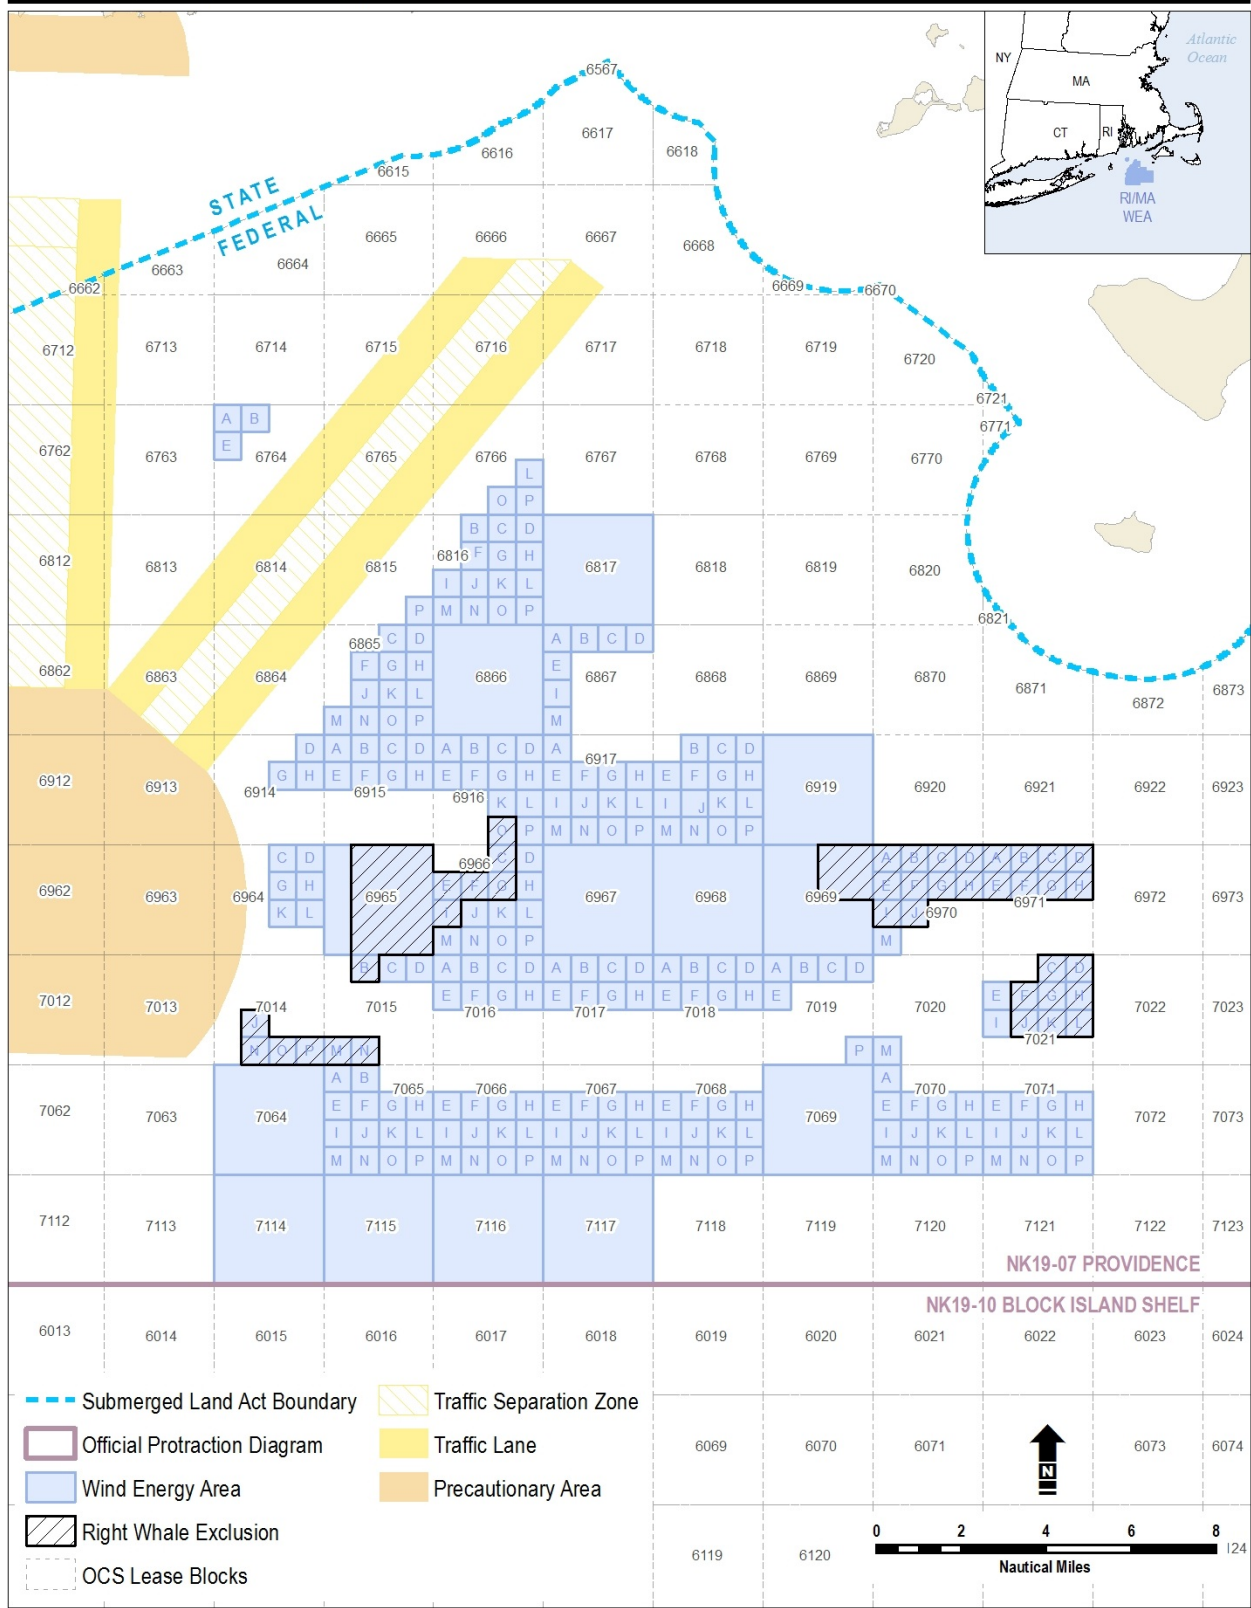 Atlantic
Ocean
NY
MA
CT
RI
RI/MA
WEA
6567
6617
6616
6618
6615
STATE
FEDERAL
6665
6666
6667
6668
6664
6663
6662
6669
6670
6712
6713
6714
6715
6716
6717
6718
6719
6720
6721
6771
A B
E
6762
6763
6764
6765
6766
6767
6768
6769
6770
L
O P
B C D
6816 F G H
I J K L
P M N O P
6812
6813
6814
6815
6817
6818
6819
6820
6821
6865 C D
A B C D
F G H
E
J K L
I
M N O P
M
6862
6863
6864
6866
6867
6868
6869
6870
6871
6872
6873
D A B C D A B C D A
6917
B C D
G H E F G H E F G H E F G H E F G H
6912
6913
6914
6915
6916
K L I J K L I J K L
6919
6920
6921
6922
6923
O P M N O P M N O P
C D
6966 C D
A B C D A B C D
G H
E F G H
E F G H E F G H
6962
6963
6964
6965
6967
6968
6969
6971
6972
6973
K L
I J K L
I J 6970
M N O P
M
B C D A B C D A B C D A B C D A B C D
C D
E F G H E F G H E F G H E
E F G H
7012
7013
7014
7015
7016
7017
7018
7019
7020
7022
7023
J
I J K L
7021
N O P M N
P M
A B
7065
7066
7067
7068
A
7070
7071
E F G H E F G H E F G H E F G H
E F G H E F G H
7062
7063
7064
7069
7072
7073
I J K L I J K L I J K L I J K L
I J K L I J K L
M N O P M N O P M N O P M N O P
M N O P M N O P
7112
7113
7114
7115
7116
7117
7118
7119
7120
7121
7122
7123
NK19-07 PROVIDENCE
NK19-10 BLOCK ISLAND SHELF
6013
6014
6015
6016
6017
6018
6019
6020
6021
6022
6023
6024
Submerged Land Act Boundary
Official Protraction Diagram
Wind Energy Area
Right Whale Exclusion
OCS Lease Blocks
Traffic Separation Zone
Traffic Lane
Precautionary Area
6069
6070
6071
6073
6074
N
6119
6120
0 2 4 6 8
Nautical Miles